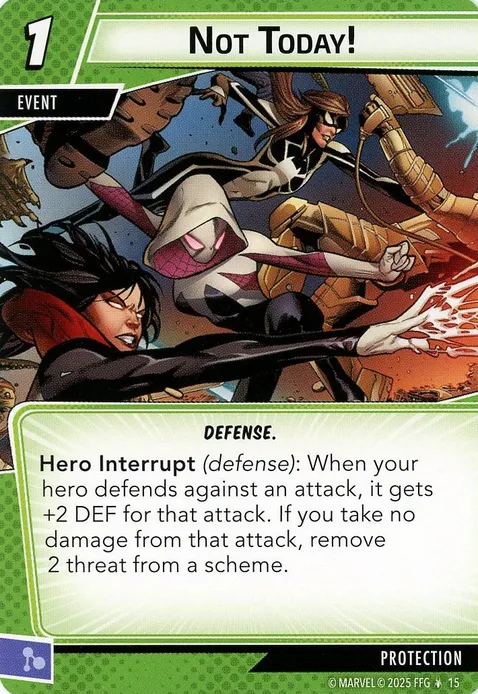 1
NOT TODAY!
EVENT
DEFENSE.
Hero Interrupt (defense): When your
hero defends against an attack, it gets
+2 DEF for that attack. If you take no
damage from that attack, remove
2 threat from a scheme.
PROTECTION
© MARVEL © 2025 FFG 15